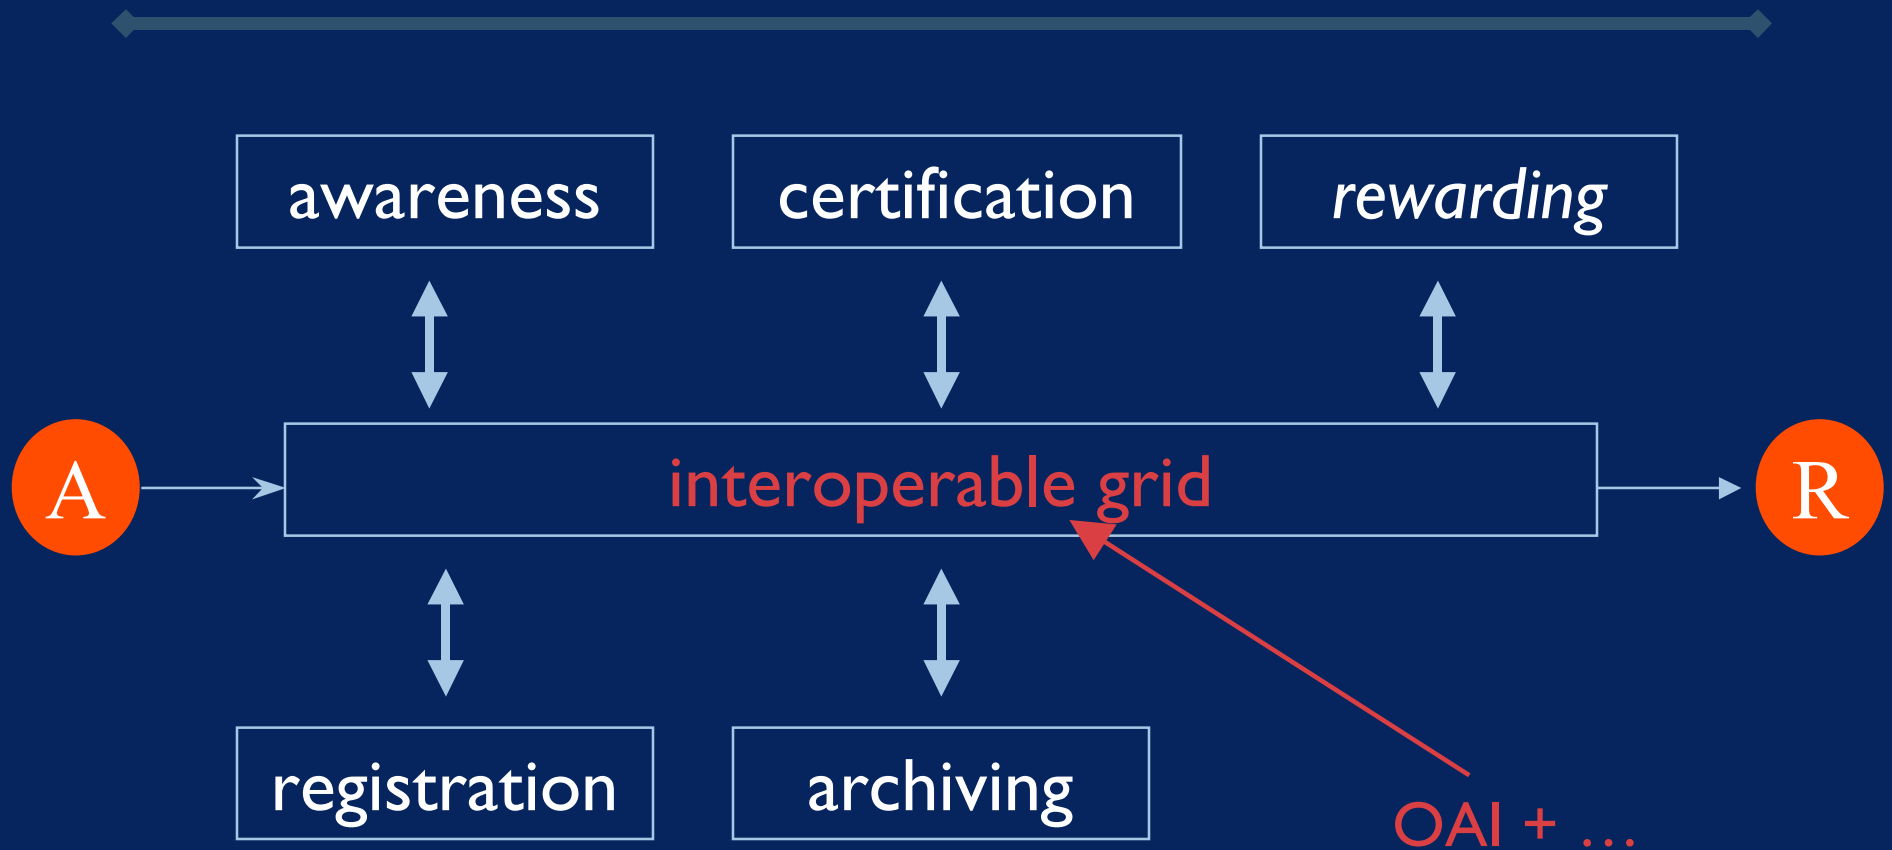 awareness
certification
rewarding
A
interoperable grid
R
registration
archiving
OAI + …